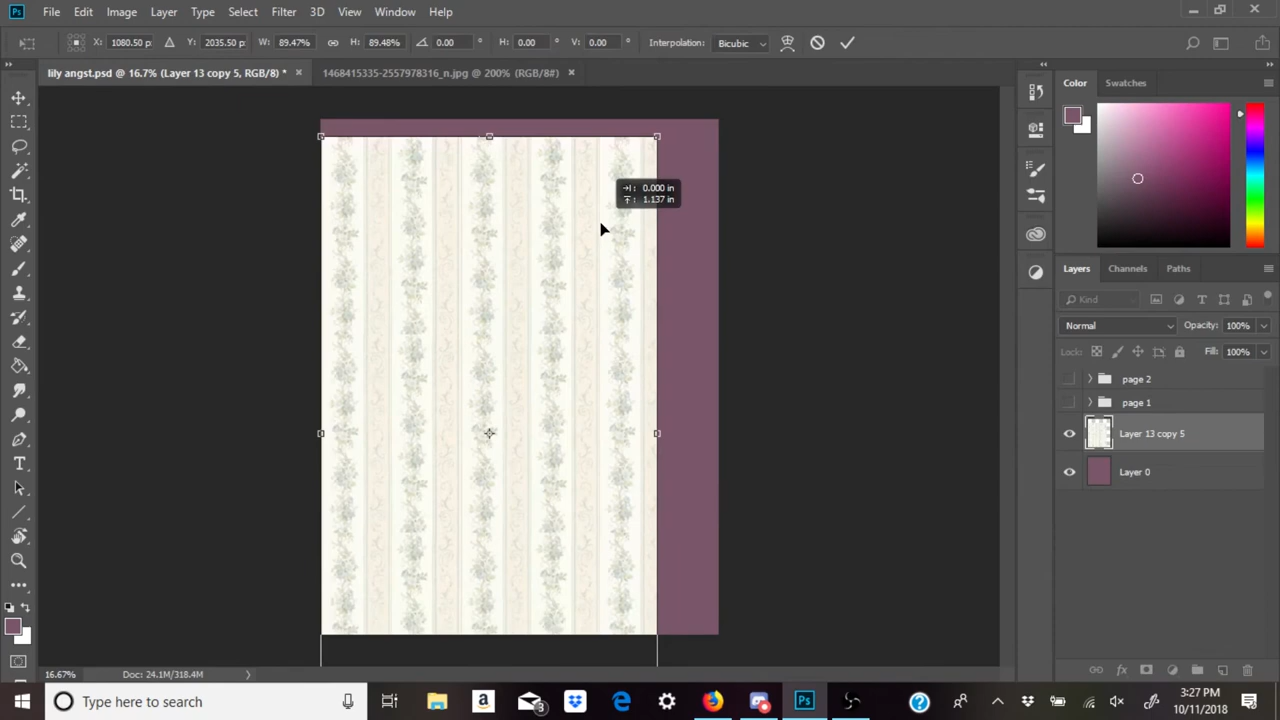 Ps File Edit Image Layer Type Select Filter 3D View Window Help
X: 1080.50 p Y: 2035.50 p W: 89.47% H: 89.48% 0.00 ° H: 0.00 ° V: 0.00 ° Interpolation: Bicubic
lily angst.psd @ 16.7% (Layer 13 copy 5, RGB/8) * × 1468415335-2557978316_n.jpg @ 200% (RGB/8#) ×
Color Swatches
: 0.000 in
: 1.137 in
Layers Channels Paths
Kind
Normal Opacity: 100%
Lock: Fill: 100%
page 2
page 1
Layer 13 copy 5
Layer 0
16.67% Doc: 24.1M/318.4M
Type here to search
3
Ps
3:27 PM
10/11/2018